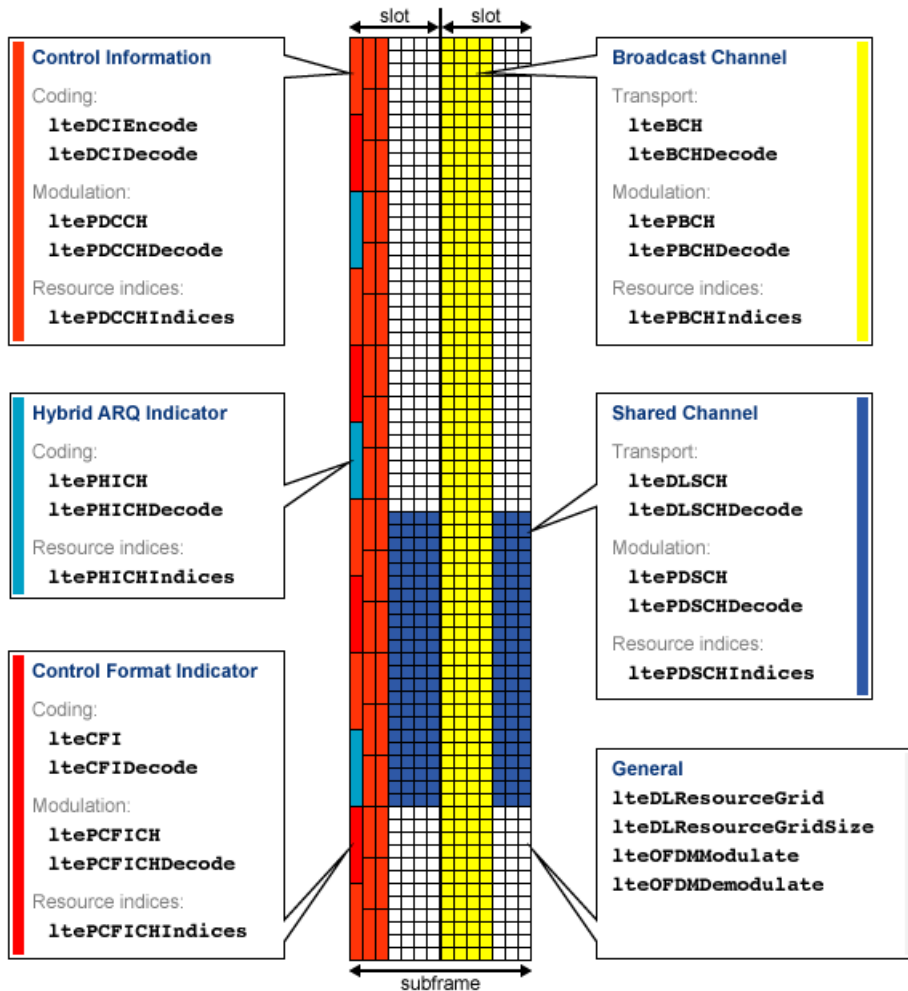 slot
slot
Control Information
Coding:
lteDCIEncode
lteDCIDecode
Modulation:
ltePDCCH
ltePDCCHDecode
Resource indices:
ltePDCCHIndices
Hybrid ARQ Indicator
Coding:
ltePHICH
ltePHICHDecode
Resource indices:
ltePHICHIndices
Control Format Indicator
Coding:
lteCFI
lteCFIDecode
Modulation:
ltePCFICH
ltePCFICHDecode
Resource indices:
ltePCFICHIndices
Broadcast Channel
Transport:
lteBCH
lteBCHDecode
Modulation:
ltePBCH
ltePBCHDecode
Resource indices:
ltePBCHIndices
Shared Channel
Transport:
lteDLSCH
lteDLSCHDecode
Modulation:
ltePDSCH
ltePDSCHDecode
Resource indices:
ltePDSCHIndices
General
lteDLResourceGrid
lteDLResourceGridSize
lteOFDMModulate
lteOFDMDemodulate
subframe